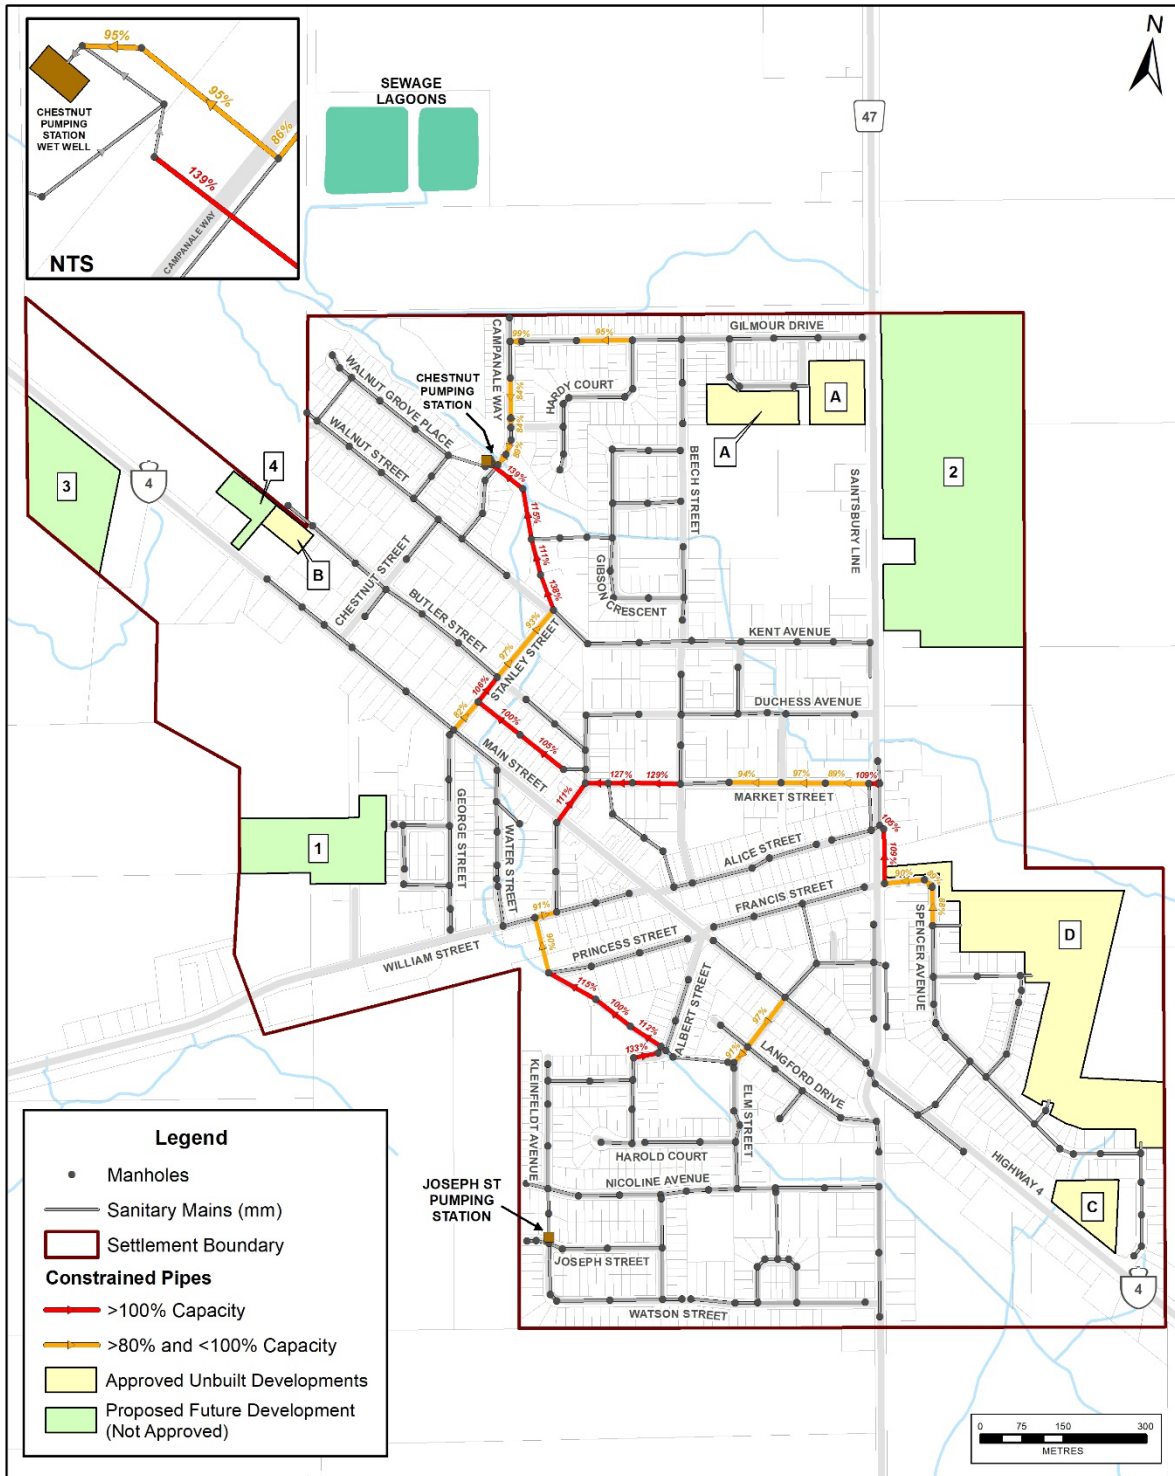 95%
95%
86%
139%
CHESTNUT
PUMPING
STATION
WET WELL
CAMPANALE WAY
NTS
SEWAGE
LAGOONS
N
47
CAMPANALE WAY
99%
95%
GILMOUR DRIVE
WALNUT GROVE PLACE
CHESTNUT
PUMPING
STATION
HARDY COURT
84%
84%
A
A
WALNUT STREET
BEECH STREET
SAINTSBURY LINE
2
3
4
4
139%
115%
111%
138%
GIBSON
CRESCENT
B
CHESTNUT STREET
BUTLER STREET
93%
97%
STANLEY STREET
KENT AVENUE
106%
82%
100%
105%
DUCHESS AVENUE
MAIN STREET
127%
129%
94%
97%
89%
109%
MARKET STREET
111%
1
GEORGE STREET
WATER STREET
ALICE STREET
105%
109%
FRANCIS STREET
90%
88%
SPENCER AVENUE
D
91%
90%
WILLIAM STREET
PRINCESS STREET
ALBERT STREET
115%
100%
112%
133%
97%
91%
LANGFORD DRIVE
KLEINFELDT AVENUE
ELM STREET
HAROLD COURT
NICOLINE AVENUE
HIGHWAY 4
C
JOSEPH ST
PUMPING
STATION
JOSEPH STREET
WATSON STREET
4
Legend
Manholes
Sanitary Mains (mm)
Settlement Boundary
Constrained Pipes
>100% Capacity
>80% and <100% Capacity
Approved Unbuilt Developments
Proposed Future Development
(Not Approved)
0 75 150 300
METRES